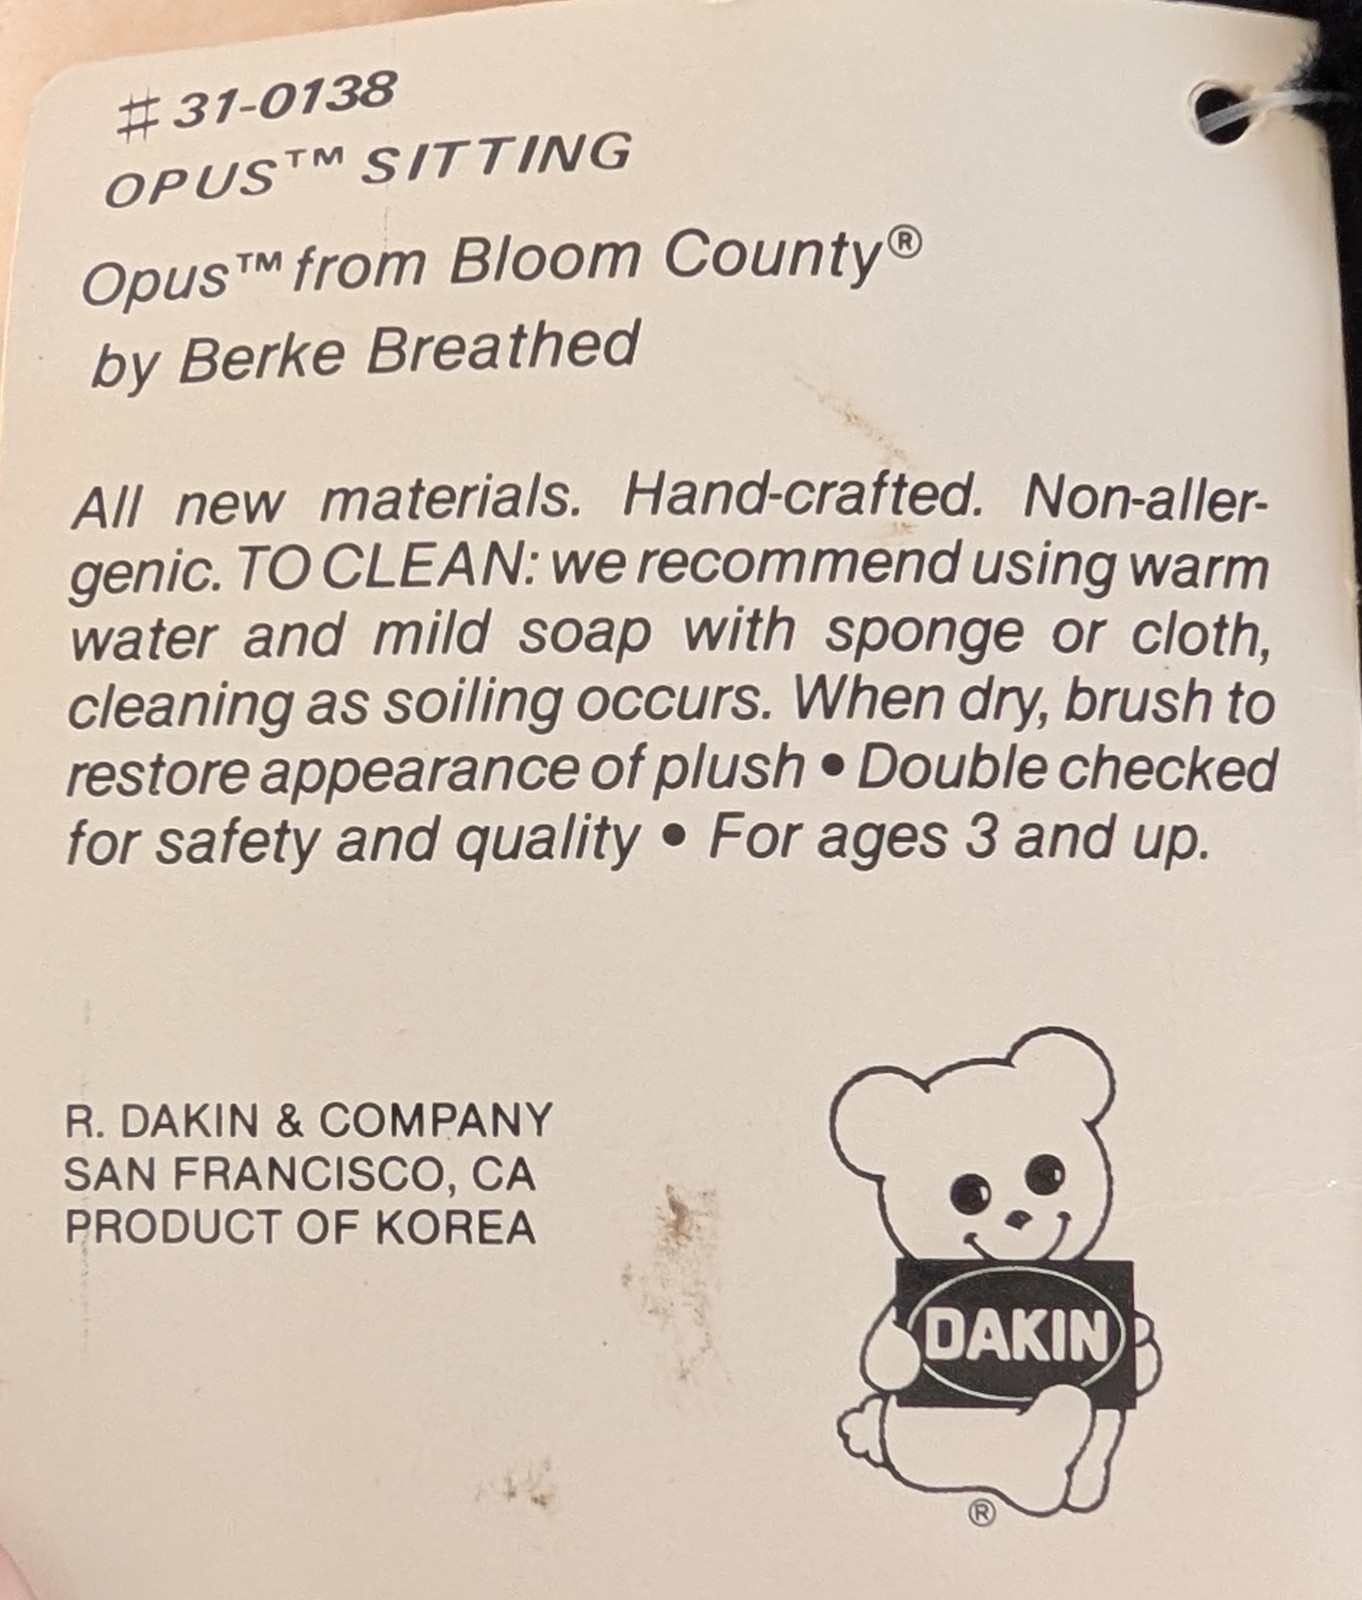 #31-0138
OPUS™ SITTING
Opus™ from Bloom County®
by Berke Breathed
All new materials. Hand-crafted. Non-aller-
genic. TO CLEAN: we recommend using warm
water and mild soap with sponge or cloth,
cleaning as soiling occurs. When dry, brush to
restore appearance of plush • Double checked
for safety and quality • For ages 3 and up.
R. DAKIN & COMPANY
SAN FRANCISCO, CA
PRODUCT OF KOREA
DAKIN
®